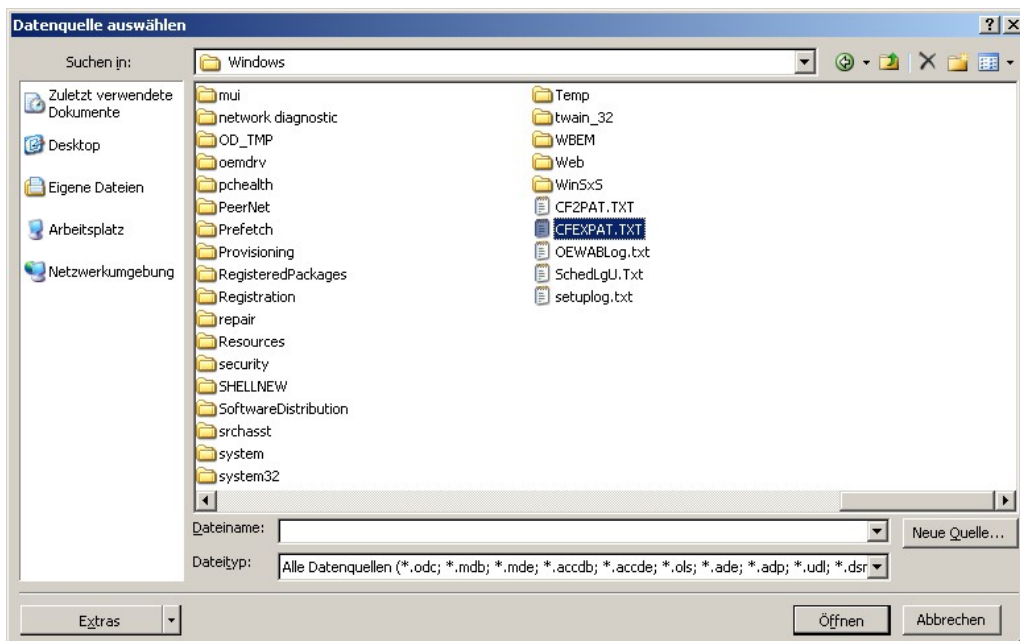 Datenquelle auswählen
Suchen in:
Windows
Zuletzt verwendete
Dokumente
Desktop
Eigene Dateien
Arbeitsplatz
Netzwerkumgebung
mui
network diagnostic
OD_TMP
oemdrv
pchealth
PeerNet
Prefetch
Provisioning
RegisteredPackages
Registration
repair
Resources
security
SHELLNEW
SoftwareDistribution
srchasst
system
system32
Temp
twain_32
WBEM
Web
WinSxS
CF2PAT.TXT
CFEXPAT.TXT
OEWABLog.txt
SchedLgU.Txt
setuplog.txt
Dateiname:
Neue Quelle...
Dateityp:
Alle Datenquellen (*.odc; *.mdb; *.mde; *.accdb; *.accde; *.ols; *.ade; *.adp; *.udl; *.dsr
Extras
Öffnen
Abbrechen